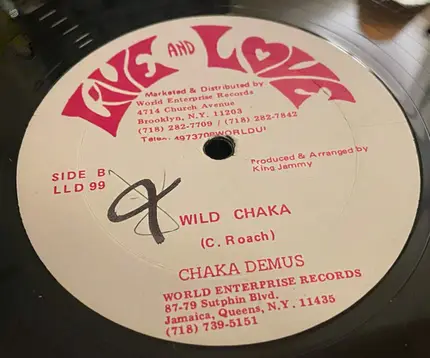 LIVE AND LOVE
Marketed & Distributed by
World Enterprise Records
4714 Church Avenue
Brooklyn, N.Y. 11203
(718) 282-7709 / (718) 282-7842
Produced & Arranged by
King Jammy
SIDE B
LLD 99
WILD CHAKA
(C. Roach)
CHAKA DEMUS
WORLD ENTERPRISE RECORDS
87-79 Sutphin Blvd.
Jamaica, Queens, N.Y. 11435
(718) 739-5151